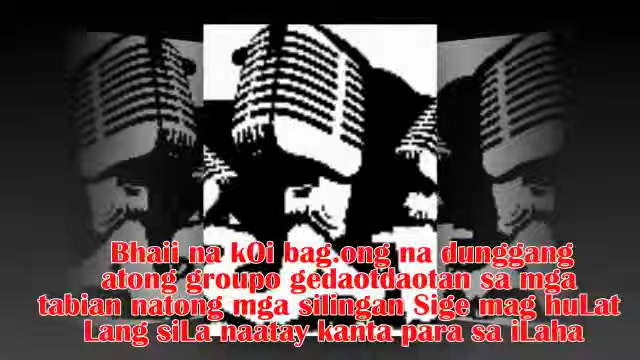 Bhaii na kOi bag.ong na dunggang
atong groupo gedaotdaotan sa mga
tabian natong mga silingan Sige mag huLat
Lang siLa naatay kanta para sa iLaha